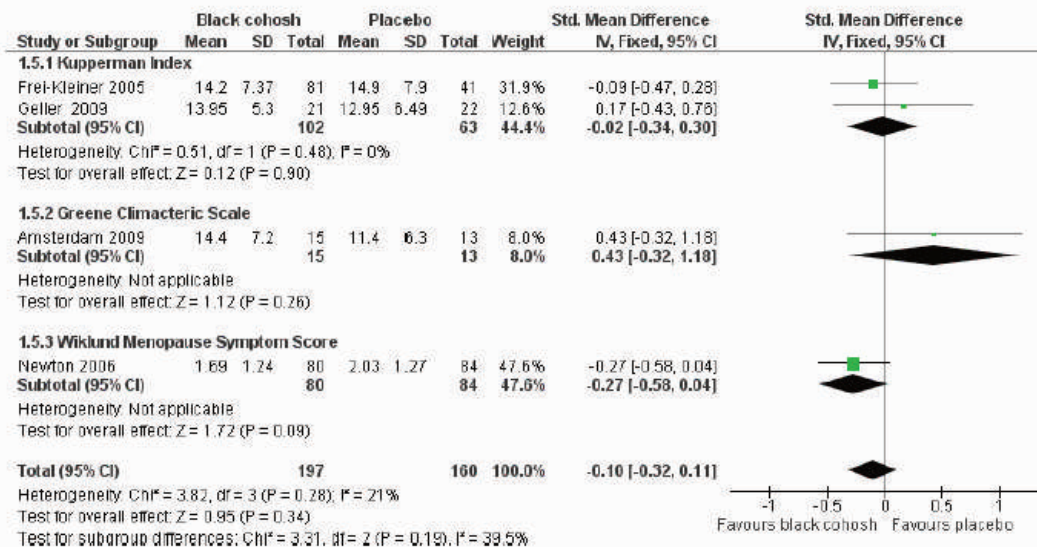 Black cohosh Placebo Std. Mean Difference Std. Mean Difference
Study or Subgroup Mean SD Total Mean SD Total Weight IV, Fixed, 95% CI IV, Fixed, 95% CI
1.5.1 Kupperman Index
Frei-Kleiner 2005 14.2 7.37 81 14.9 7.9 41 31.9% -0.09 [-0.47, 0.28]
Geller 2009 13.95 5.3 21 12.95 6.49 22 12.6% 0.17 [-0.43, 0.76]
Subtotal (95% CI) 102 63 44.4% -0.02 [-0.34, 0.30]
Heterogeneity: Chi² = 0.51, df = 1 (P = 0.48); I² = 0%
Test for overall effect: Z = 0.12 (P = 0.90)
1.5.2 Greene Climacteric Scale
Amsterdam 2009 14.4 7.2 15 11.4 6.3 13 8.0% 0.43 [-0.32, 1.18]
Subtotal (95% CI) 15 13 8.0% 0.43 [-0.32, 1.18]
Heterogeneity: Not applicable
Test for overall effect: Z = 1.12 (P = 0.26)
1.5.3 Wiklund Menopause Symptom Score
Newton 2006 1.69 1.24 80 2.03 1.27 84 47.6% -0.27 [-0.58, 0.04]
Subtotal (95% CI) 80 84 47.6% -0.27 [-0.58, 0.04]
Heterogeneity: Not applicable
Test for overall effect: Z = 1.72 (P = 0.09)
Total (95% CI) 197 160 100.0% -0.10 [-0.32, 0.11]
Heterogeneity: Chi² = 3.82, df = 3 (P = 0.28); I² = 21%
Test for overall effect: Z = 0.95 (P = 0.34)
Test for subgroup differences: Chi² = 3.31, df = 2 (P = 0.19), I² = 39.5%
-1 -0.5 0 0.5 1
Favours black cohosh Favours placebo